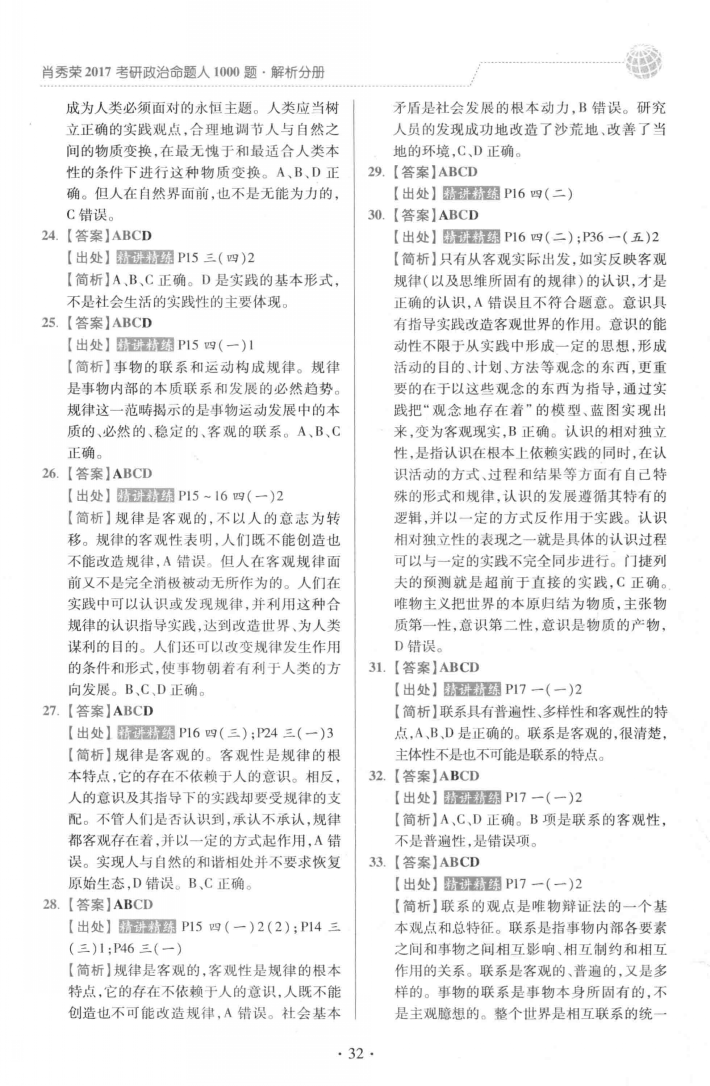 肖秀荣2017考研政治命题人1000题·解析分册
成为人类必须面对的永恒主题。人类应当树
立正确的实践观点,合理地调节人与自然之
间的物质变换,在最无愧于和最适合人类本
性的条件下进行这种物质变换。A、B、D正
确。但人在自然界面前,也不是无能为力的,
C错误。
24.【答案】ABCD
【出处】精讲精练 P15 三(四)2
【简析】A、B、C正确。D是实践的基本形式,
不是社会生活的实践性的主要体现。
25.【答案】ABCD
【出处】精讲精练 P15 四(一)1
【简析】事物的联系和运动构成规律。规律
是事物内部的本质联系和发展的必然趋势。
规律这一范畴揭示的是事物运动发展中的本
质的、必然的、稳定的、客观的联系。A、B、C
正确。
26.【答案】ABCD
【出处】精讲精练 P15~16 四(一)2
【简析】规律是客观的,不以人的意志为转
移。规律的客观性表明,人们既不能创造也
不能改造规律,A错误。但人在客观规律面
前又不是完全消极被动无所作为的。人们在
实践中可以认识或发现规律,并利用这种合
规律的认识指导实践,达到改造世界、为人类
谋利的目的。人们还可以改变规律发生作用
的条件和形式,使事物朝着有利于人类的方
向发展。B、C、D正确。
27.【答案】ABCD
【出处】精讲精练 P16 四(三);P24 三(一)3
【简析】规律是客观的。客观性是规律的根
本特点,它的存在不依赖于人的意识。相反,
人的意识及其指导下的实践却要受规律的支
配。不管人们是否认识到,承认不承认,规律
都客观存在着,并以一定的方式起作用,A错
误。实现人与自然的和谐相处并不要求恢复
原始生态,D错误。B、C正确。
28.【答案】ABCD
【出处】精讲精练 P15 四(一)2(2);P14 三
(三)1;P46 三(一)
【简析】规律是客观的,客观性是规律的根本
特点,它的存在不依赖于人的意识,人既不能
创造也不可能改造规律,A错误。社会基本
矛盾是社会发展的根本动力,B错误。研究
人员的发现成功地改造了沙荒地、改善了当
地的环境,C、D正确。
29.【答案】ABCD
【出处】精讲精练 P16 四(二)
30.【答案】ABCD
【出处】精讲精练 P16 四(二);P36 一(五)2
【简析】只有从客观实际出发,如实反映客观
规律(以及思维所固有的规律)的认识,才是
正确的认识,A错误且不符合题意。意识具
有指导实践改造客观世界的作用。意识的能
动性不限于从实践中形成一定的思想,形成
活动的目的、计划、方法等观念的东西,更重
要的在于以这些观念的东西为指导,通过实
践把“观念地存在着”的模型、蓝图实现出
来,变为客观现实,B正确。认识的相对独立
性,是指认识在根本上依赖实践的同时,在认
识活动的方式、过程和结果等方面有自己特
殊的形式和规律,认识的发展遵循其特有的
逻辑,并以一定的方式反作用于实践。认识
相对独立性的表现之一就是具体的认识过程
可以与一定的实践不完全同步进行。门捷列
夫的预测就是超前于直接的实践,C正确。
唯物主义把世界的本原归结为物质,主张物
质第一性,意识第二性,意识是物质的产物,
D错误。
31.【答案】ABCD
【出处】精讲精练 P17 一(一)2
【简析】联系具有普遍性、多样性和客观性的特
点,A、B、D是正确的。联系是客观的,很清楚,
主体性不是也不可能是联系的特点。
32.【答案】ABCD
【出处】精讲精练 P17 一(一)2
【简析】A、C、D正确。B项是联系的客观性,
不是普遍性,是错误项。
33.【答案】ABCD
【出处】精讲精练 P17 一(一)2
【简析】联系的观点是唯物辩证法的一个基
本观点和总特征。联系是指事物内部各要素
之间和事物之间相互影响、相互制约和相互
作用的关系。联系是客观的、普遍的,又是多
样的。事物的联系是事物本身所固有的,不
是主观臆想的。整个世界是相互联系的统一
·32·